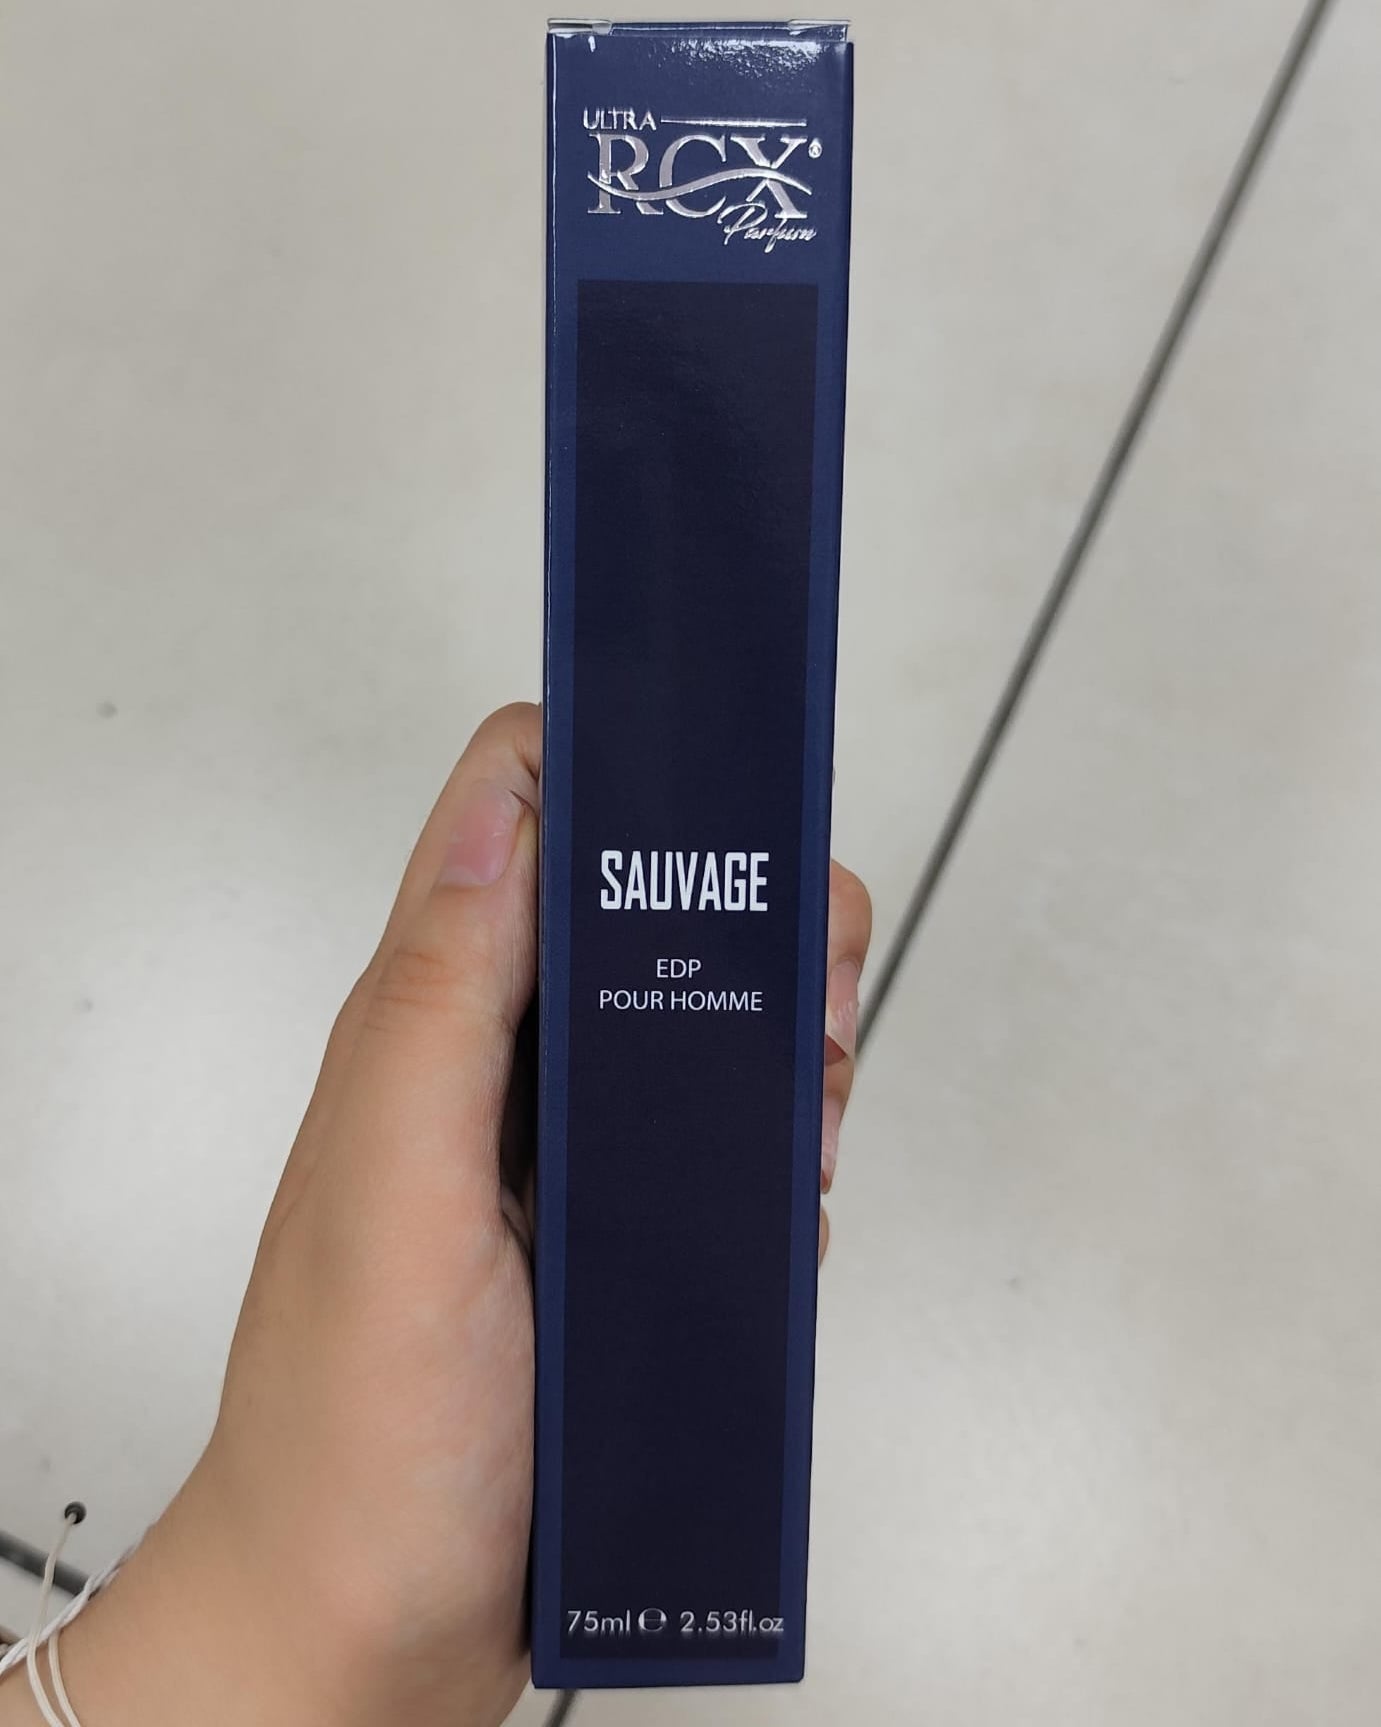 ULTRA
RCX®
Parfum
SAUVAGE
EDP
POUR HOMME
75ml ℮ 2.53fl.oz